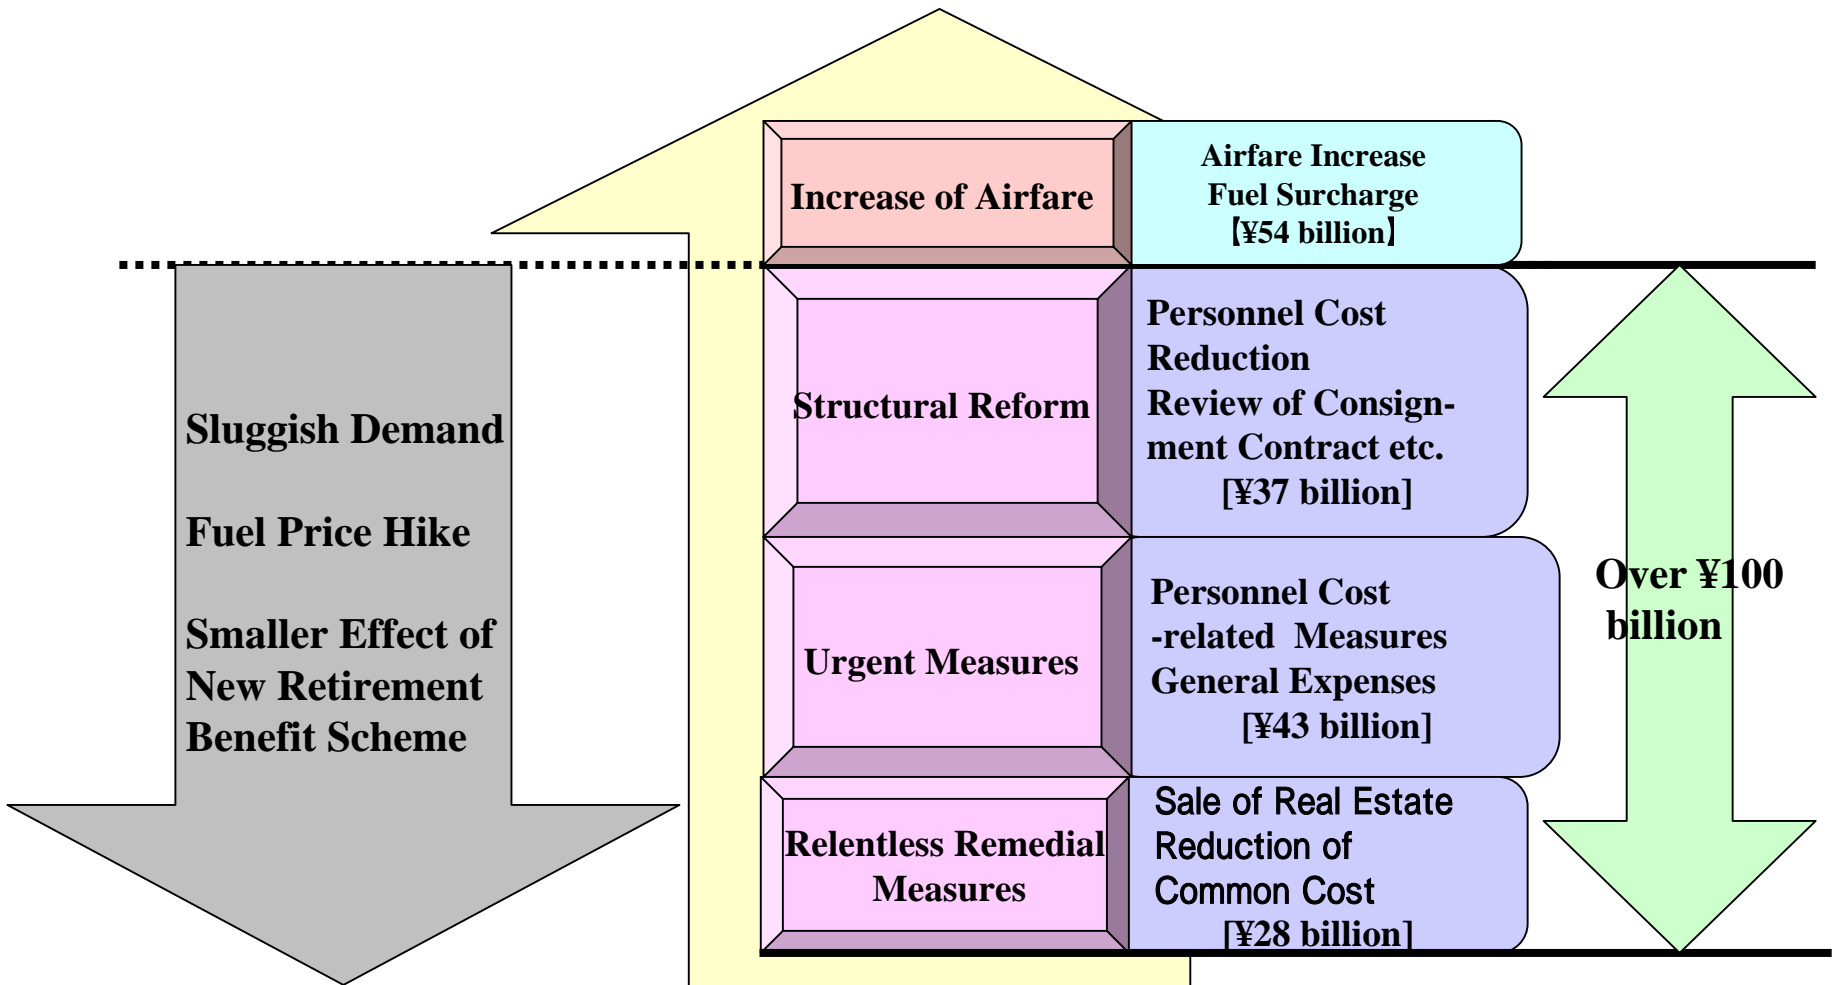 Increase of Airfare
Airfare Increase
Fuel Surcharge
【¥54 billion】
Sluggish Demand
Fuel Price Hike
Smaller Effect of
New Retirement
Benefit Scheme
Structural Reform
Personnel Cost
Reduction
Review of Consign-
ment Contract etc.
[¥37 billion]
Urgent Measures
Personnel Cost
-related  Measures
General Expenses
[¥43 billion]
Relentless Remedial
Measures
Sale of Real Estate
Reduction of
Common Cost
[¥28 billion]
Over ¥100
billion